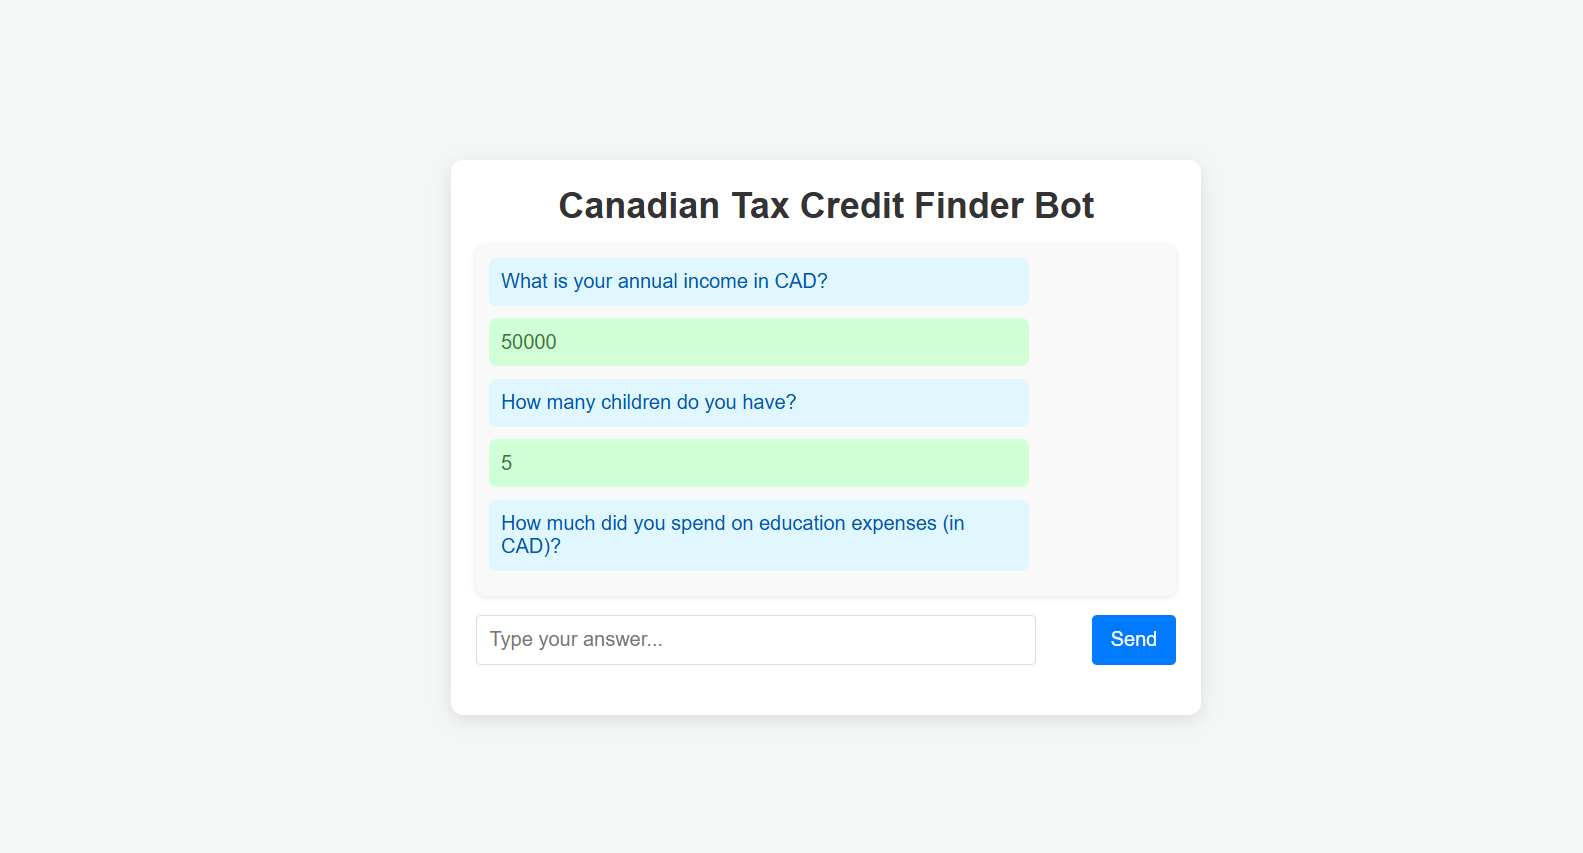 Canadian Tax Credit Finder Bot
What is your annual income in CAD?
50000
How many children do you have?
5
How much did you spend on education expenses (in
CAD)?
Type your answer...
Send